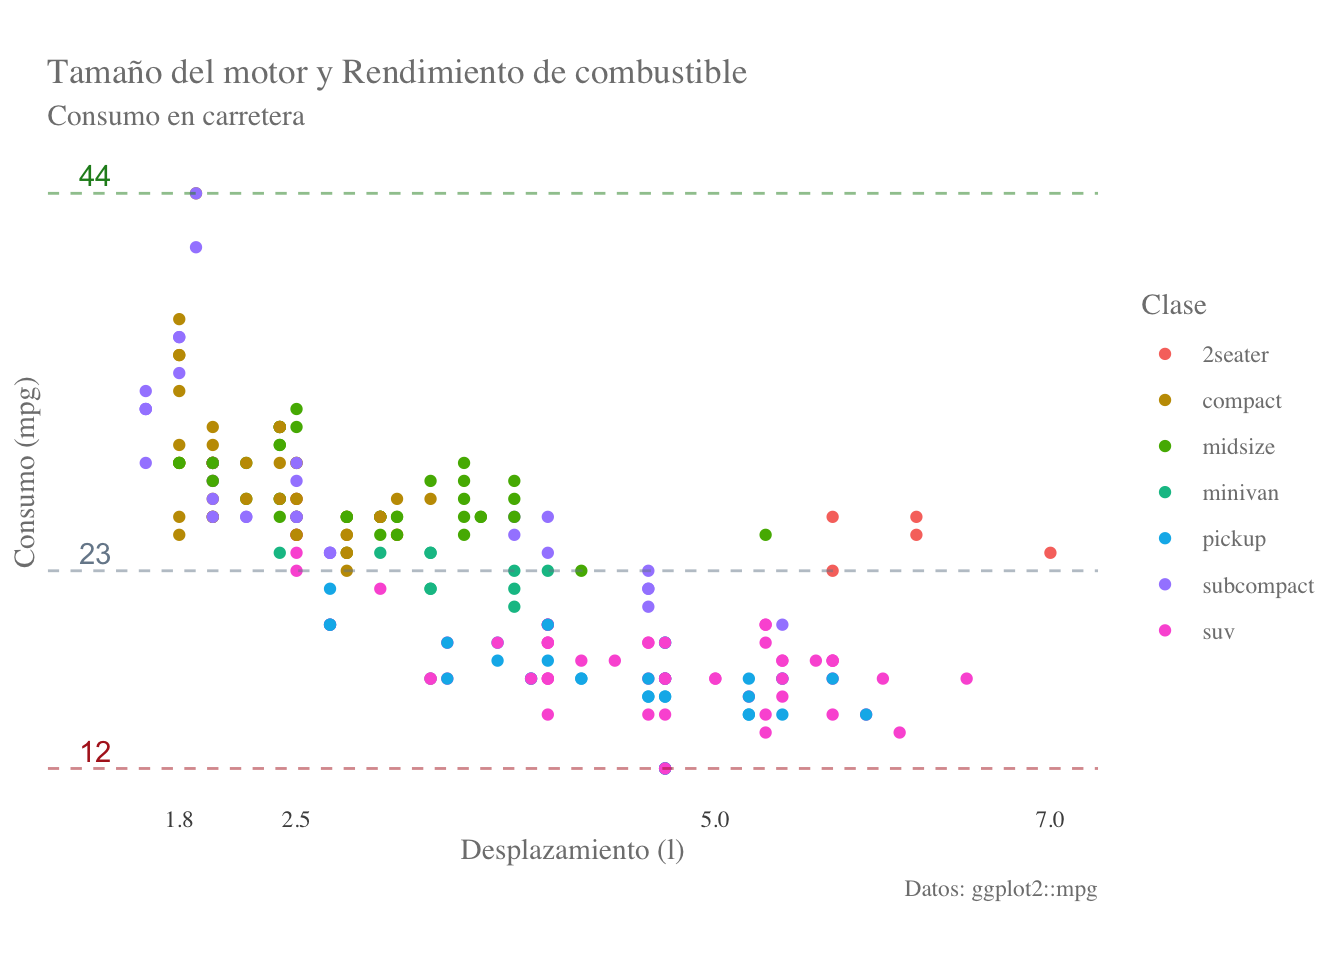 Tamaño del motor y Rendimiento de combustible
Consumo en carretera
44
23
12
Consumo (mpg)
1.8 2.5 5.0 7.0
Desplazamiento (l)
Datos: ggplot2::mpg
Clase
2seater
compact
midsize
minivan
pickup
subcompact
suv